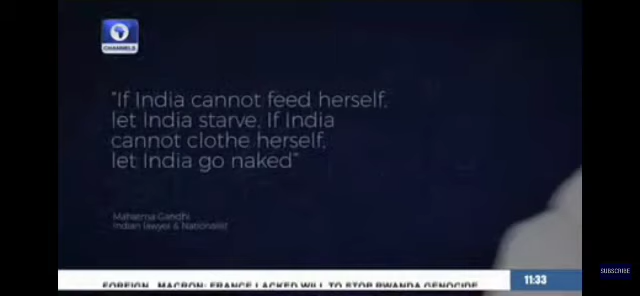 CHANNELS
"If India cannot feed herself,
let India starve. If India
cannot clothe herself,
let India go naked"
Mahatma Gandhi
Indian lawyer & Nationalist
FOREIGN MACRON: FRANCE LACKED WILL TO STOP RWANDA GENOCIDE
11:33
SUBSCRIBE